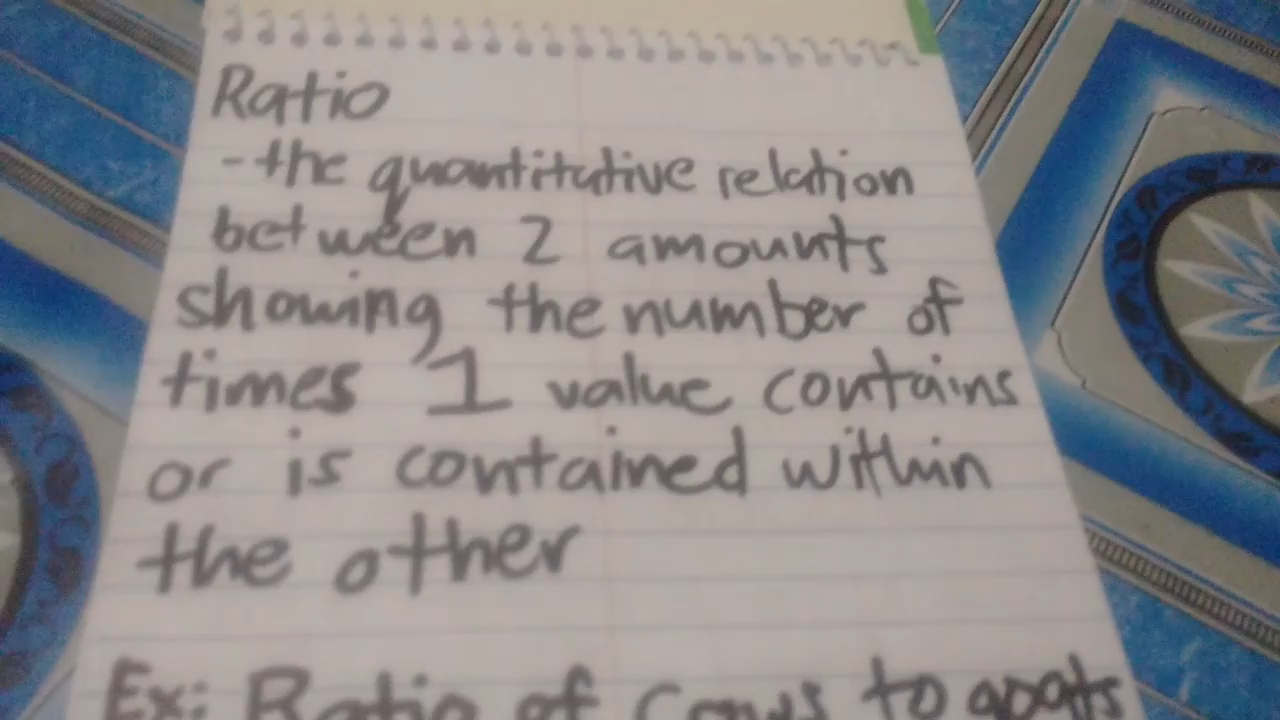 Ratio
-the quantitative relation
between 2 amounts
showing the number of
times 1 value contains
or is contained within
the other
Ex: Ratio of cows to goats